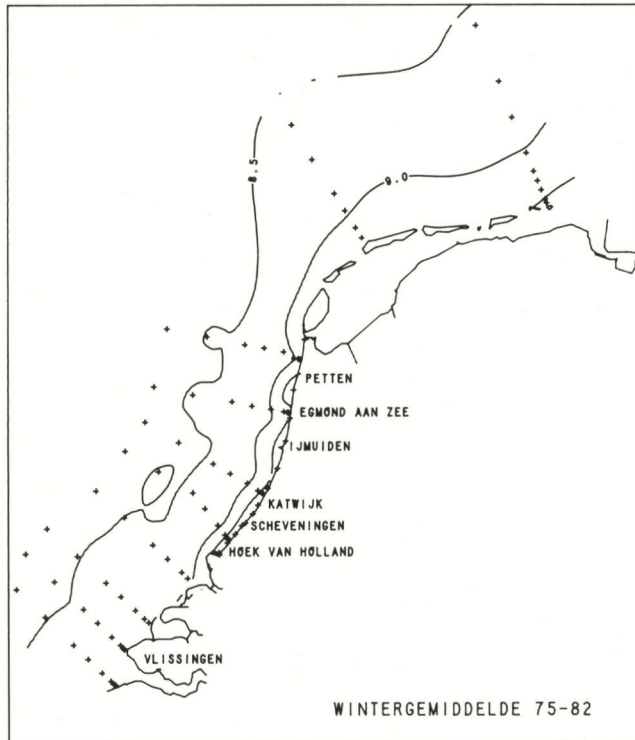 8.5
9.0
PETTEN
EGMOND AAN ZEE
IJMUIDEN
KATWIJK
SCHEVENINGEN
HOEK VAN HOLLAND
VLISSINGEN
WINTERGEMIDDELDE 75-82